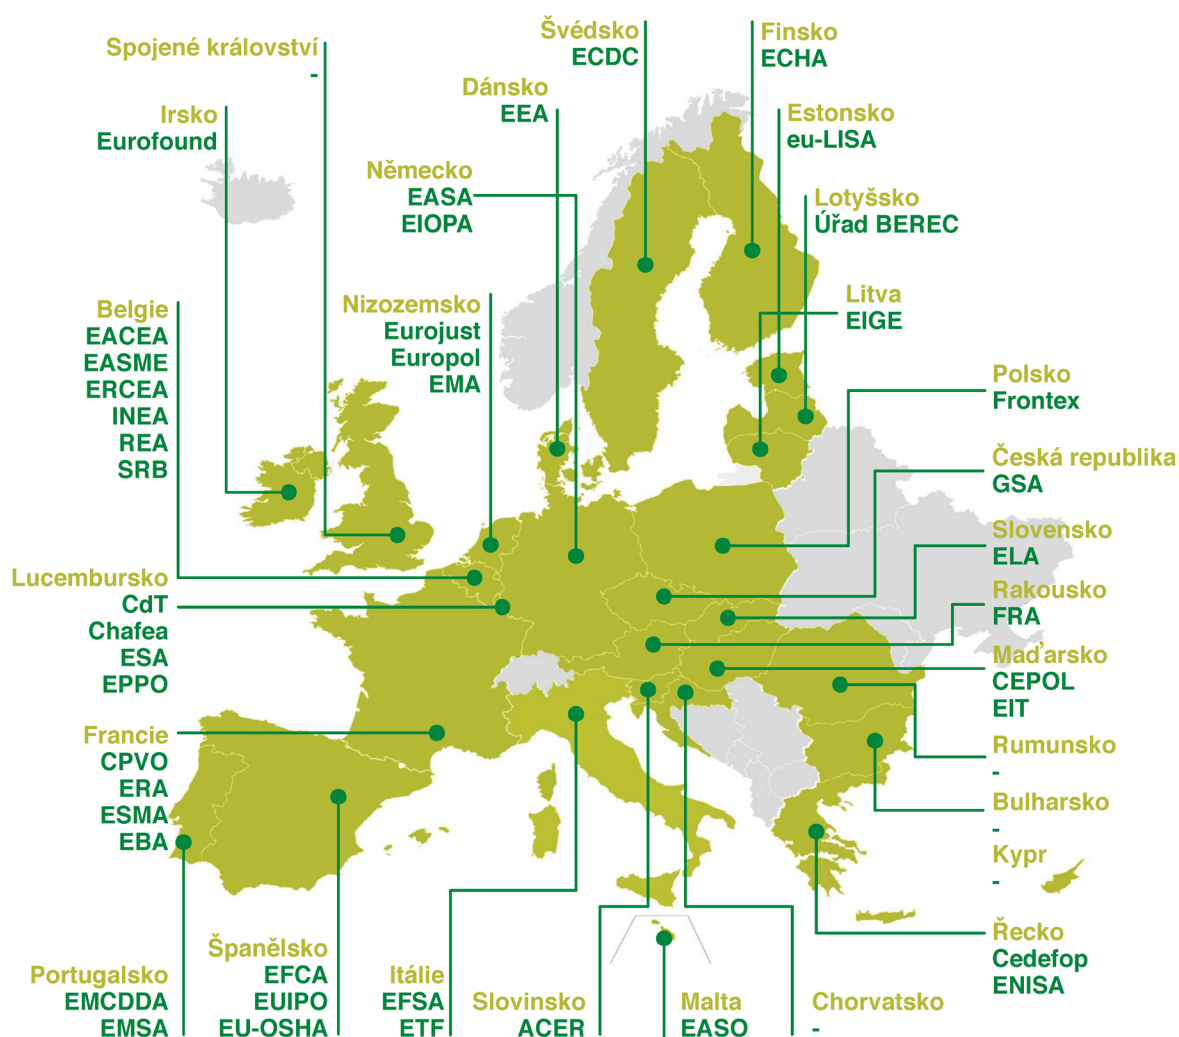 Spojené království
-
Irsko
Eurofound
Švédsko
ECDC
Finsko
ECHA
Dánsko
EEA
Estonsko
eu-LISA
Německo
EASA
EIOPA
Lotyšsko
Úřad BEREC
Litva
EIGE
Belgie
EACEA
EASME
ERCEA
INEA
REA
SRB
Nizozemsko
Eurojust
Europol
EMA
Polsko
Frontex
Česká republika
GSA
Slovensko
ELA
Rakousko
FRA
Maďarsko
CEPOL
EIT
Rumunsko
-
Bulharsko
-
Kypr
-
Řecko
Cedefop
ENISA
Lucembursko
CdT
Chafea
ESA
EPPO
Francie
CPVO
ERA
ESMA
EBA
Portugalsko
EMCDDA
EMSA
Španělsko
EFCA
EUIPO
EU-OSHA
Itálie
EFSA
ETF
Slovinsko
ACER
Malta
EASO
Chorvatsko
-